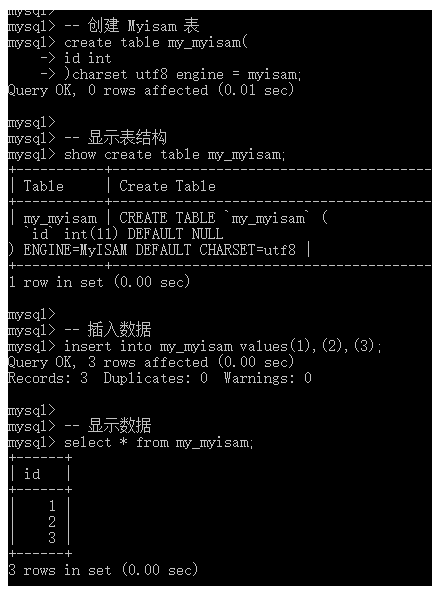 mysql>
mysql> -- 创建 Myisam 表
mysql> create table my_myisam(
    -> id int
    -> )charset utf8 engine = myisam;
Query OK, 0 rows affected (0.01 sec)
mysql>
mysql> -- 显示表结构
mysql> show create table my_myisam;
+-----------+------------------------------------
| Table     | Create Table
+-----------+------------------------------------
| my_myisam | CREATE TABLE `my_myisam` (
  `id` int(11) DEFAULT NULL
) ENGINE=MyISAM DEFAULT CHARSET=utf8 |
+-----------+------------------------------------
1 row in set (0.00 sec)
mysql>
mysql> -- 插入数据
mysql> insert into my_myisam values(1),(2),(3);
Query OK, 3 rows affected (0.00 sec)
Records: 3  Duplicates: 0  Warnings: 0
mysql>
mysql> -- 显示数据
mysql> select * from my_myisam;
+------+
| id   |
+------+
|    1 |
|    2 |
|    3 |
+------+
3 rows in set (0.00 sec)